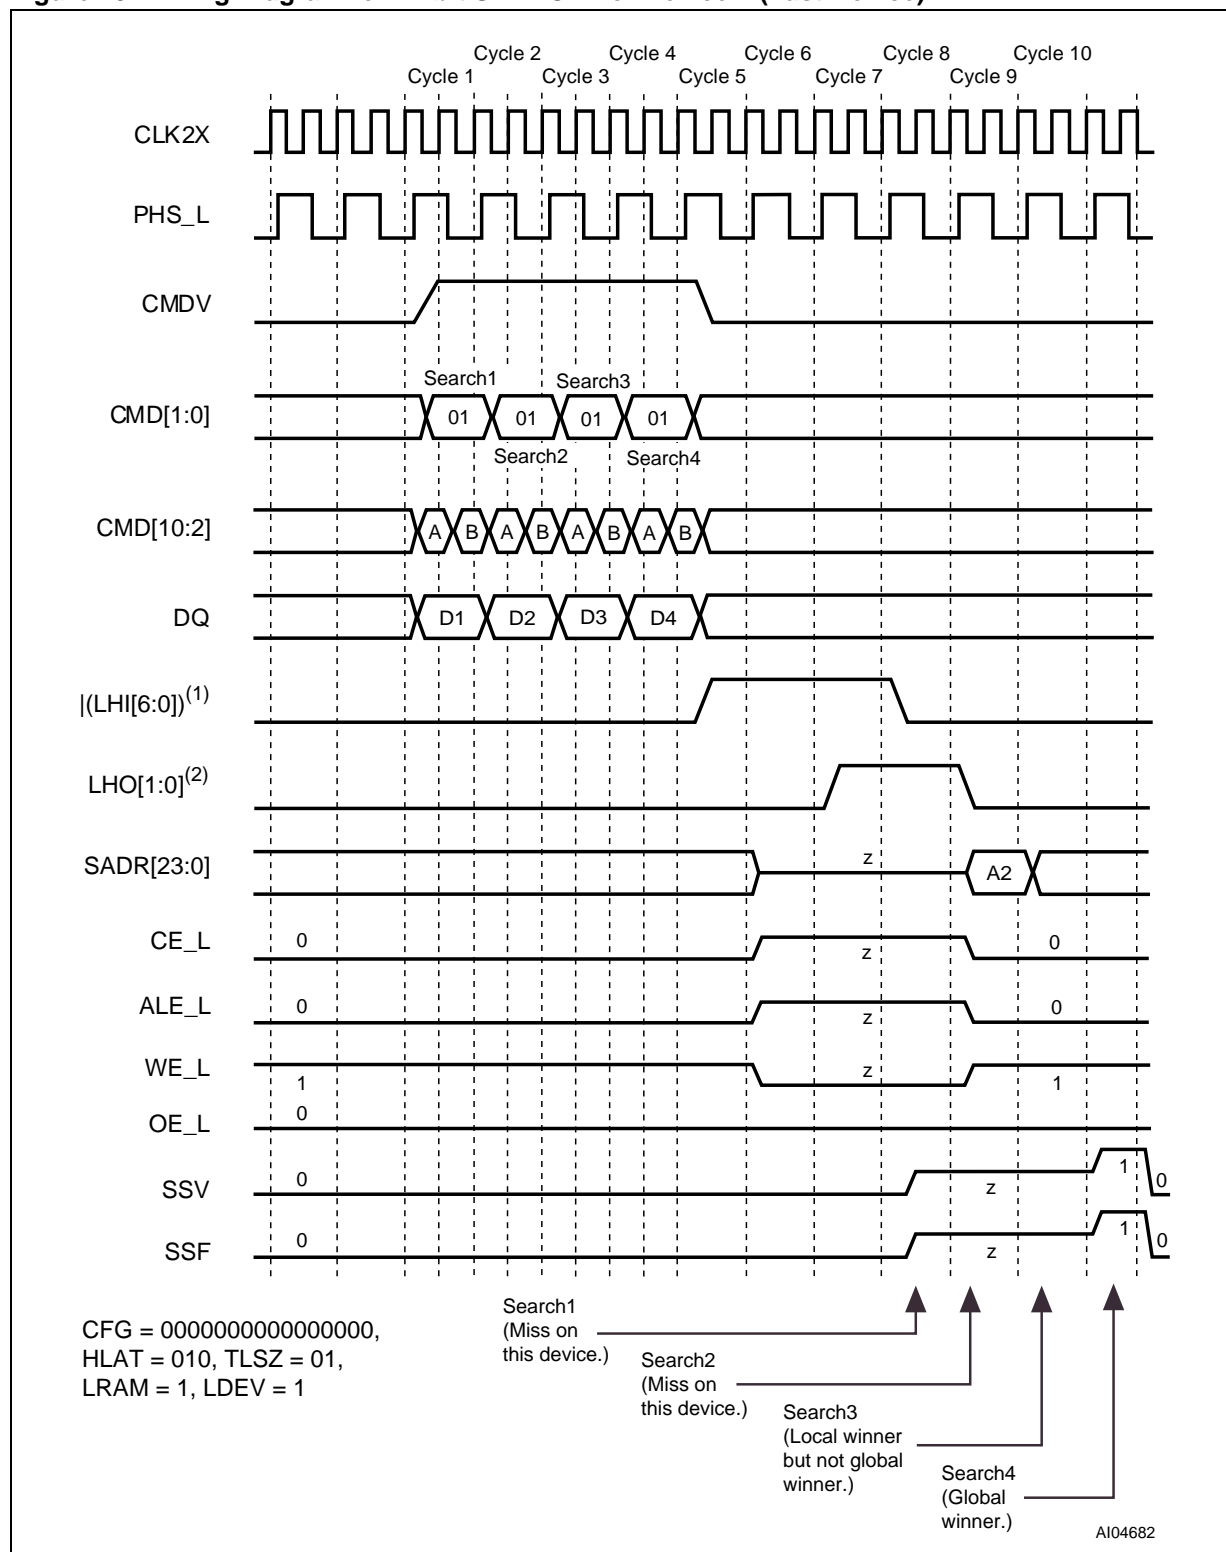 Cycle 2 Cycle 4 Cycle 6 Cycle 8 Cycle 10
Cycle 1 Cycle 3 Cycle 5 Cycle 7 Cycle 9
CLK2X
PHS_L
CMDV
Search1 Search3
CMD[1:0] 01 01 01 01
Search2 Search4
CMD[10:2] A B A B A B A B
DQ D1 D2 D3 D4
|(LHI[6:0])(1)
LHO[1:0](2)
SADR[23:0] z A2
CE_L 0 z 0
ALE_L 0 z 0
WE_L 1 z 1
OE_L 0
SSV 0 z 1 0
SSF 0 z 1 0
CFG = 0000000000000000,
HLAT = 010, TLSZ = 01,
LRAM = 1, LDEV = 1
Search1
(Miss on
this device.)
Search2
(Miss on
this device.)
Search3
(Local winner
but not global
winner.)
Search4
(Global
winner.)
AI04682